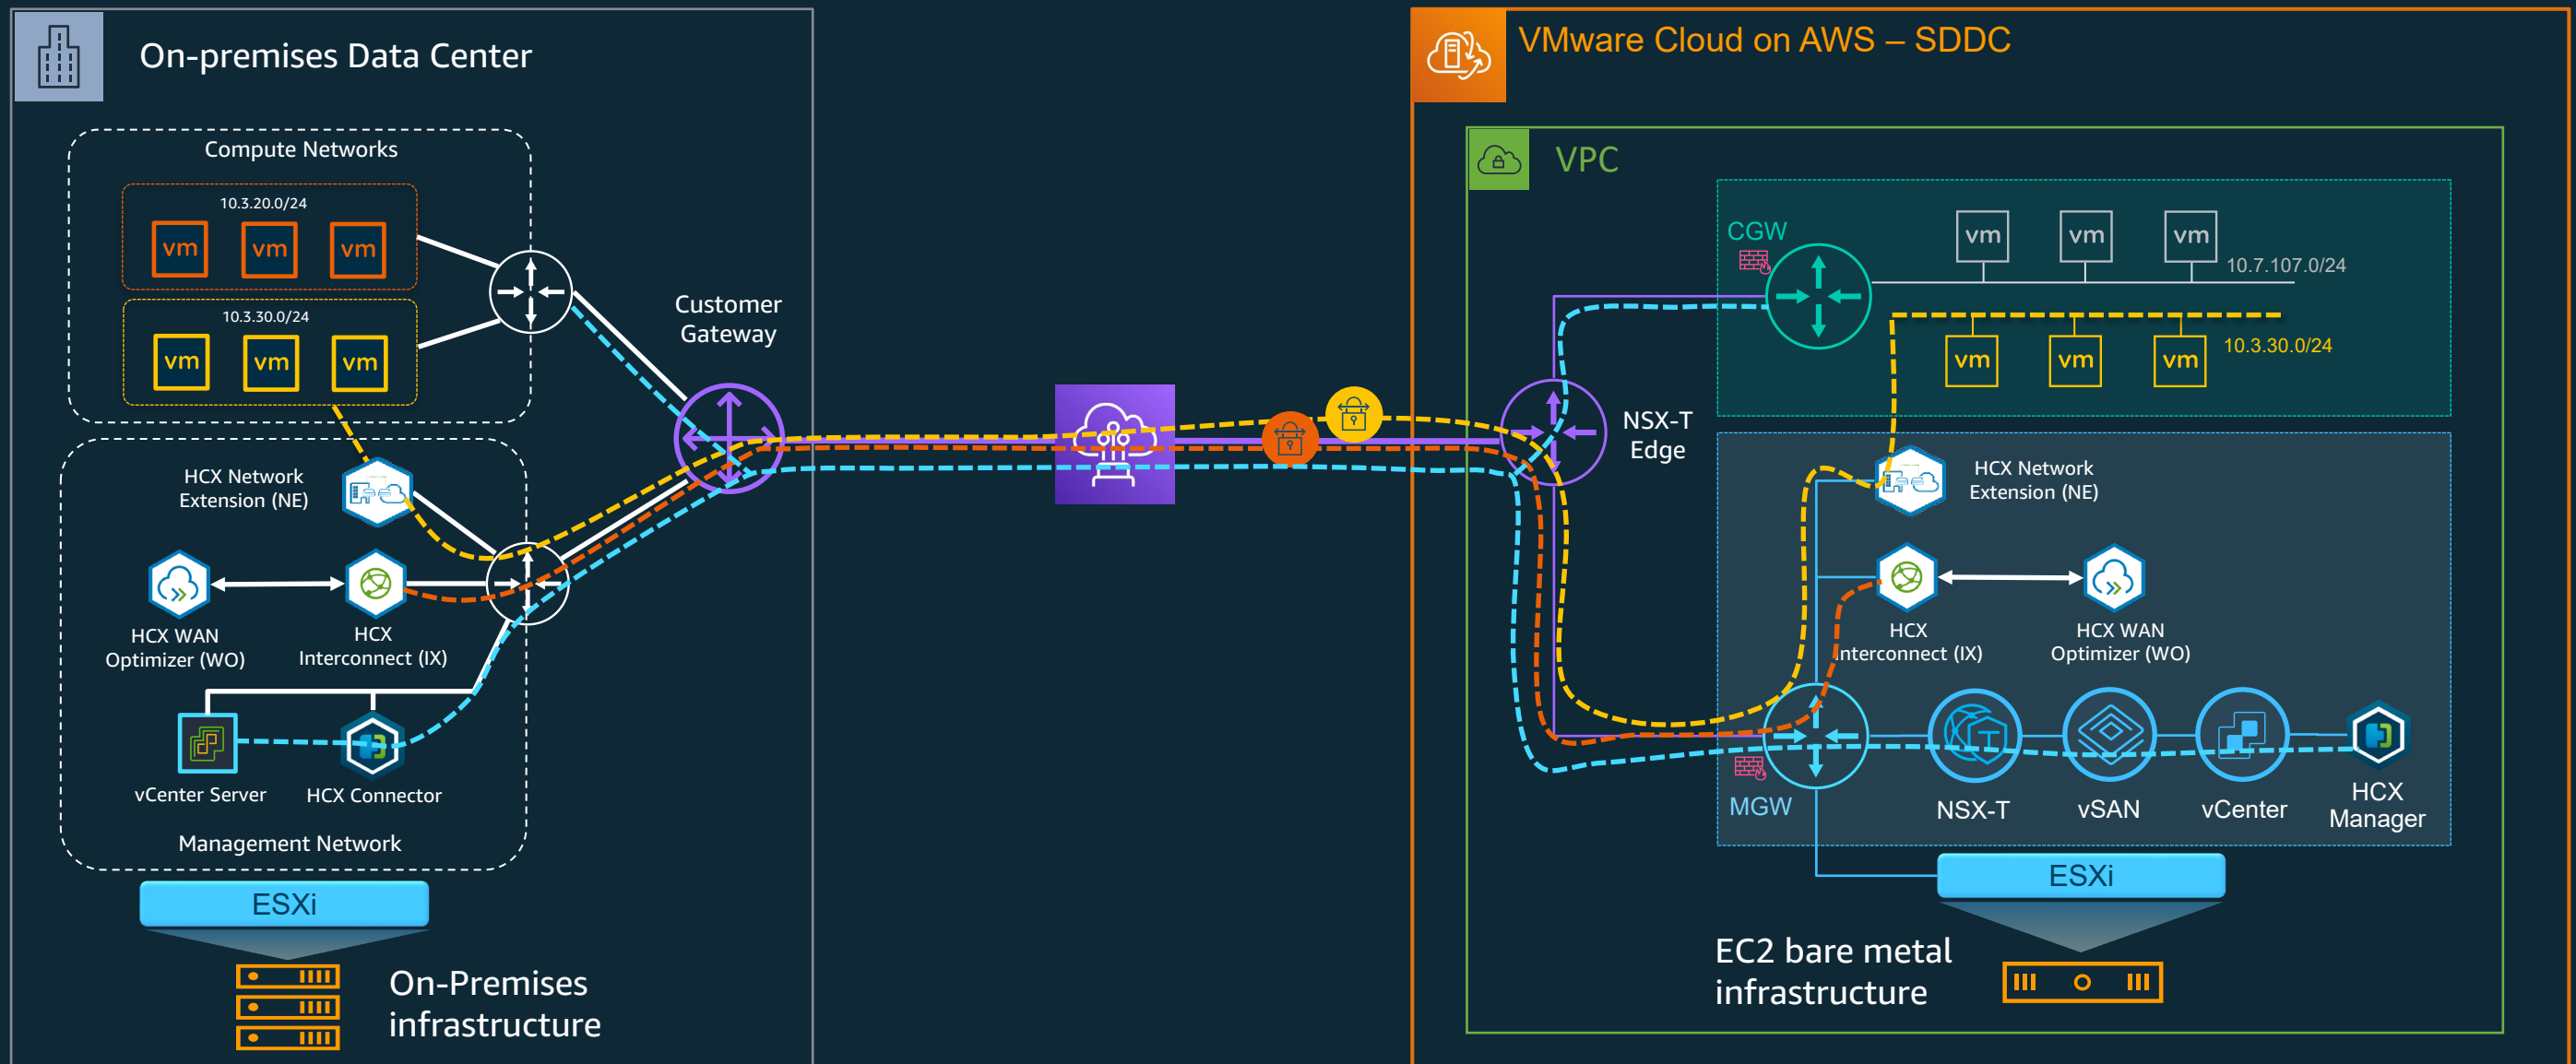 On-premises Data Center
Compute Networks
10.3.20.0/24
vm
vm
vm
10.3.30.0/24
vm
vm
vm
Customer
Gateway
HCX Network
Extension (NE)
HCX WAN
Optimizer (WO)
HCX
Interconnect (IX)
vCenter Server
HCX Connector
Management Network
ESXi
On-Premises
infrastructure
VMware Cloud on AWS – SDDC
VPC
CGW
vm
vm
vm
10.7.107.0/24
vm
vm
vm
10.3.30.0/24
NSX-T
Edge
HCX Network
Extension (NE)
HCX
Interconnect (IX)
HCX WAN
Optimizer (WO)
MGW
T
NSX-T
vSAN
vCenter
HCX
Manager
ESXi
EC2 bare metal
infrastructure